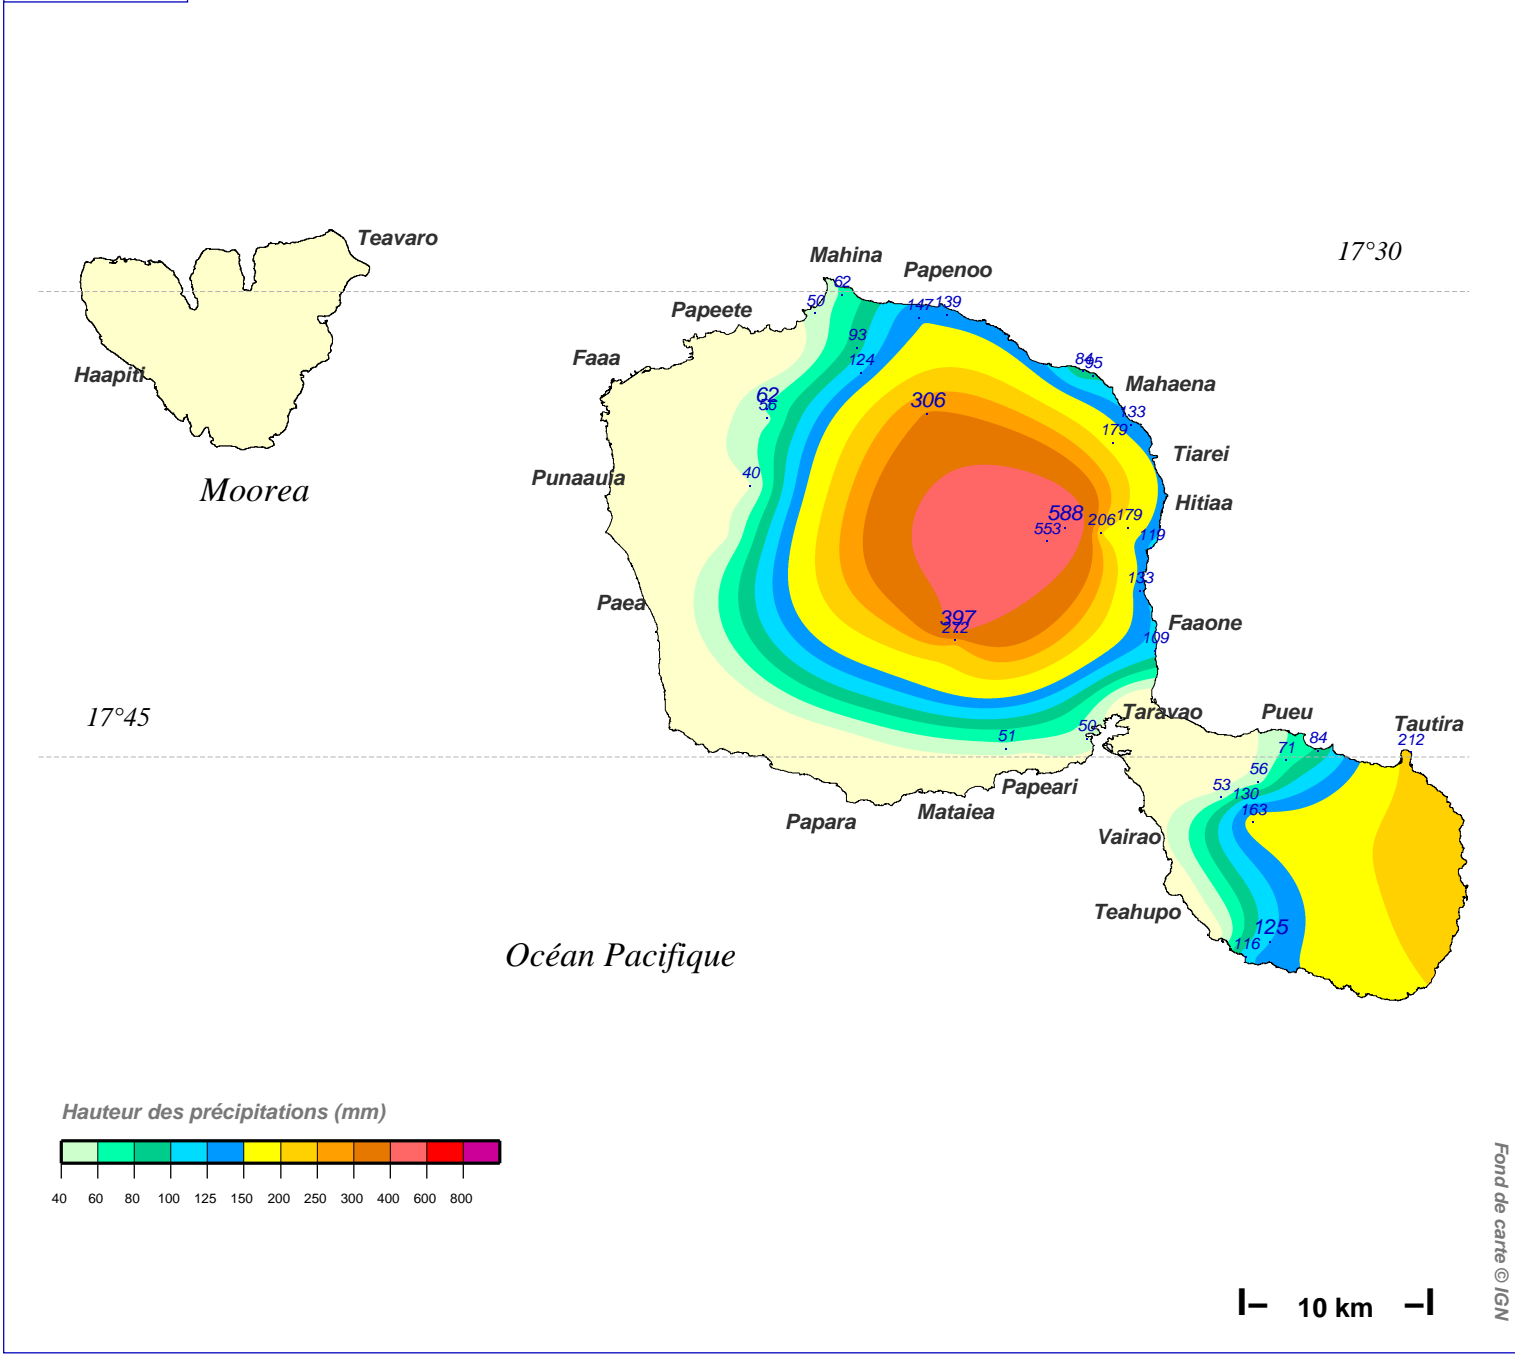 Teavaro
17°30
Mahina
Papenoo
62
50
147
139
Papeete
93
84
95
Faaa
124
Haapiti
Mahaena
62
56
306
133
179
Tiarei
Punaauia
40
Moorea
Hitiaa
588
206
179
553
119
133
Paea
397
272
Faaone
109
17°45
Taravao
Pueu
Tautira
50
51
71
84
212
56
Papeari
53
130
Mataiea
163
Papara
Vairao
Teahupo
125
116
Océan Pacifique
Hauteur des précipitations (mm)
40 60 80 100 125 150 200 250 300 400 600 800
Fond de carte © IGN
10 km